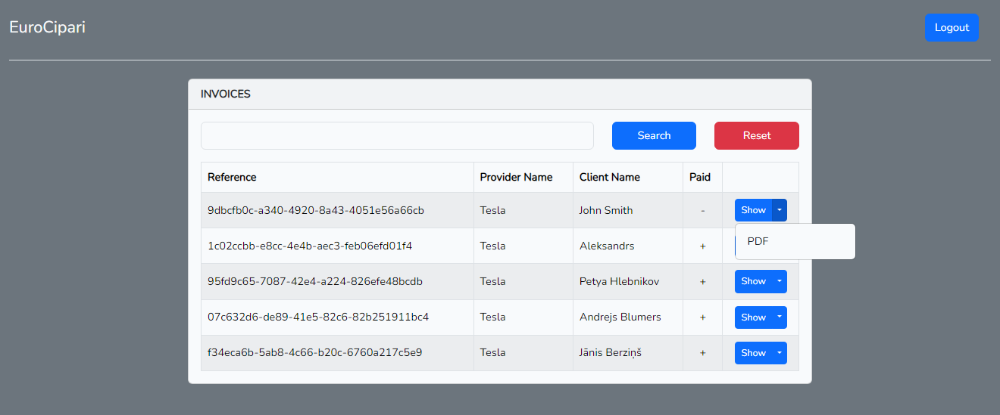 EuroCipari
Logout
INVOICES
Search Reset
Reference Provider Name Client Name Paid
9dbcfb0c-a340-4920-8a43-4051e56a66cb Tesla John Smith - Show
PDF
1c02ccbb-e8cc-4e4b-aec3-feb06efd01f4 Tesla Aleksandrs +
95fd9c65-7087-42e4-a224-826efe48bcdb Tesla Petya Hlebnikov + Show
07c632d6-de89-41e5-82c6-82b251911bc4 Tesla Andrejs Blumers + Show
f34eca6b-5ab8-4c66-b20c-6760a217c5e9 Tesla Jānis Berziņš + Show